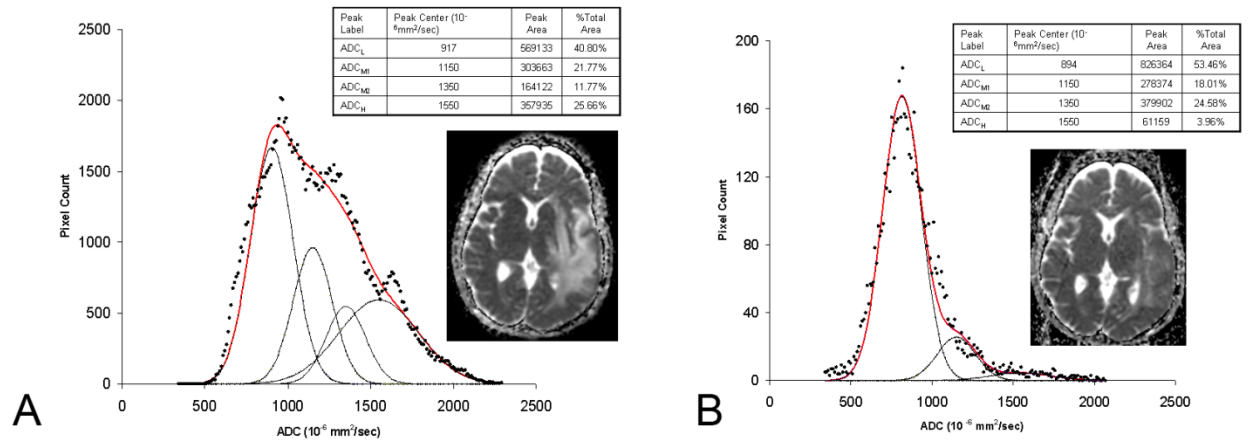 Peak Label Peak Center (10-6mm2/sec) Peak Area %Total Area
ADCL 917 569133 40.80%
ADCM1 1150 303663 21.77%
ADCM2 1350 164122 11.77%
ADCH 1550 357935 25.66%
2500
2000
1500
1000
500
0
Pixel Count
0 500 1000 1500 2000 2500
ADC (10-6 mm2/sec)
A
Peak Label Peak Center (10-6mm2/sec) Peak Area %Total Area
ADCL 894 826364 53.46%
ADCM1 1150 278374 18.01%
ADCM2 1350 379902 24.58%
ADCH 1550 61159 3.96%
200
160
120
80
40
0
Pixel Count
0 500 1000 1500 2000 2500
ADC (10 -6 mm2/sec)
B